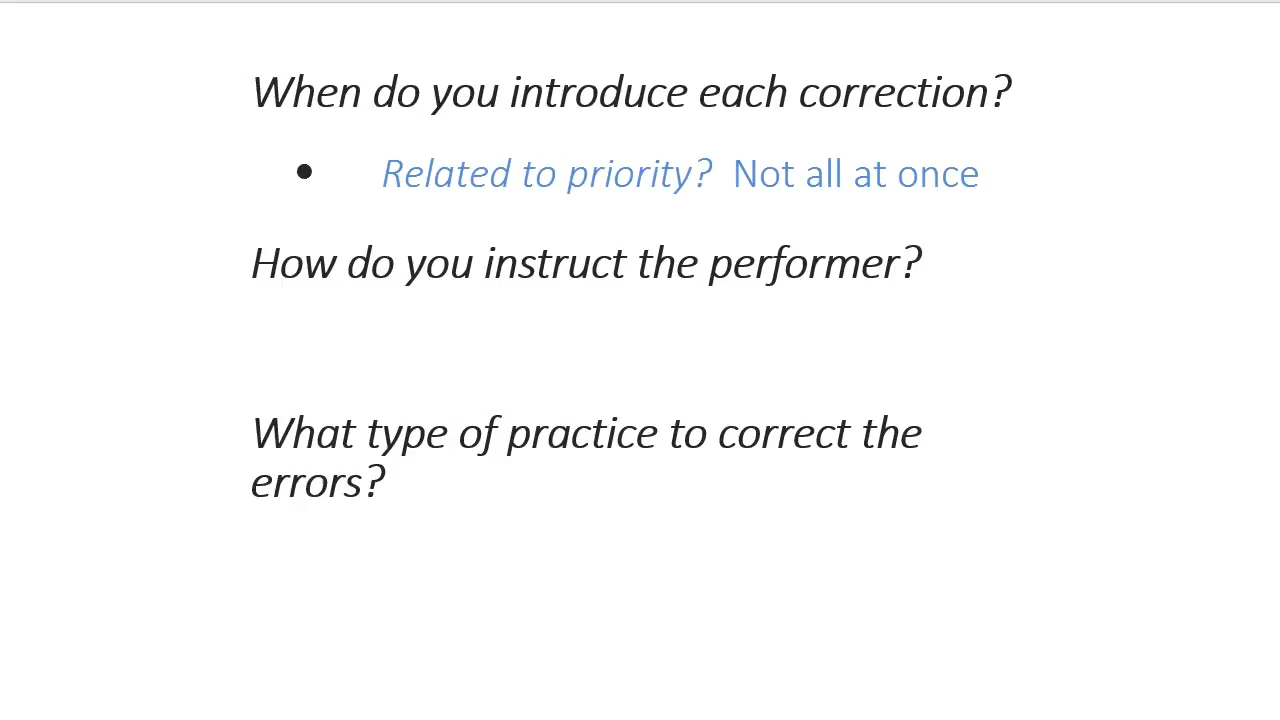 When do you introduce each correction?
• Related to priority? Not all at once
How do you instruct the performer?
What type of practice to correct the
errors?